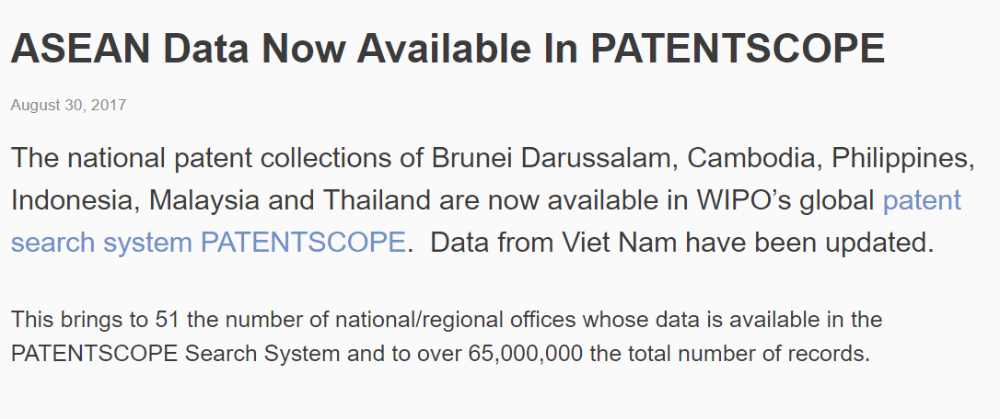 ASEAN Data Now Available In PATENTSCOPE
August 30, 2017
The national patent collections of Brunei Darussalam, Cambodia, Philippines,
Indonesia, Malaysia and Thailand are now available in WIPO’s global patent
search system PATENTSCOPE.  Data from Viet Nam have been updated.
This brings to 51 the number of national/regional offices whose data is available in the
PATENTSCOPE Search System and to over 65,000,000 the total number of records.